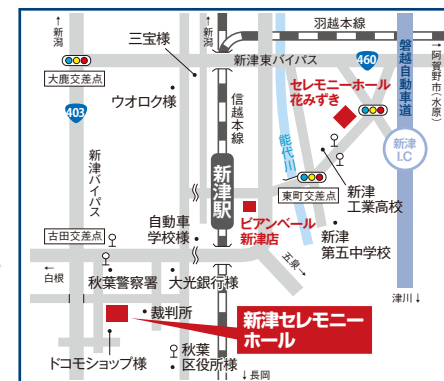 ↑新潟
↑新潟
羽越本線
三宝様
新津東バイパス
460
磐越自動車道
→阿賀野市(水原)
大鹿交差点
セレモニーホール
花みずき
403
ウオロク様
信越本線
能代川
新津
I.C
新津バイパス
新津駅
東町交差点
新津
工業高校
ビアンベール
新津店
自動車
学校様
古田交差点
新津
第五中学校
←
白根
五泉→
秋葉警察署
大光銀行様
津川↓
裁判所
新津セレモニー
ホール
ドコモショップ様
秋葉
区役所様
↓長岡